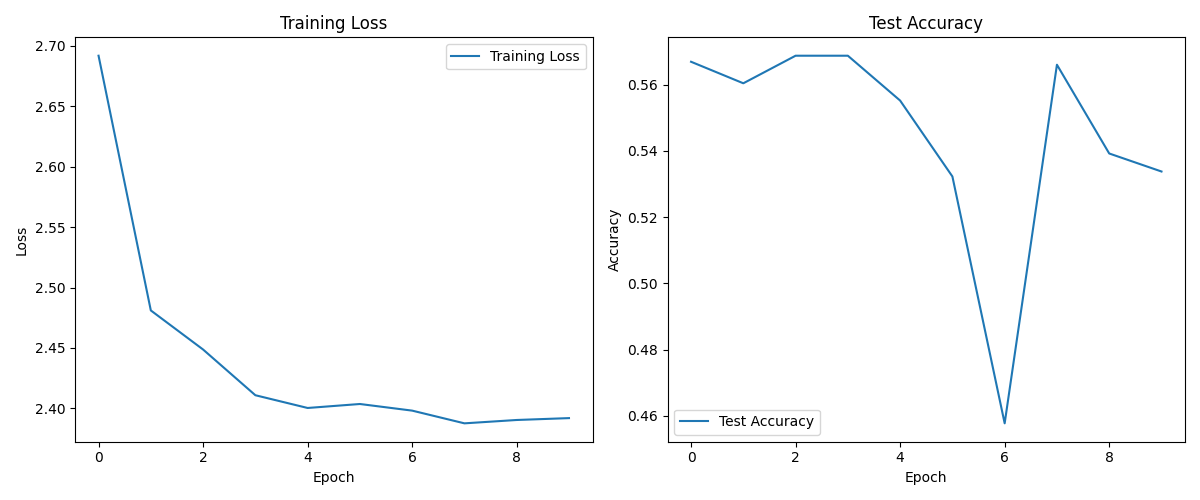 Training Loss
Training Loss
2.70
2.65
2.60
2.55
2.50
2.45
2.40
Loss
0
2
4
6
8
Epoch
Test Accuracy
Test Accuracy
0.56
0.54
0.52
0.50
0.48
0.46
Accuracy
0
2
4
6
8
Epoch